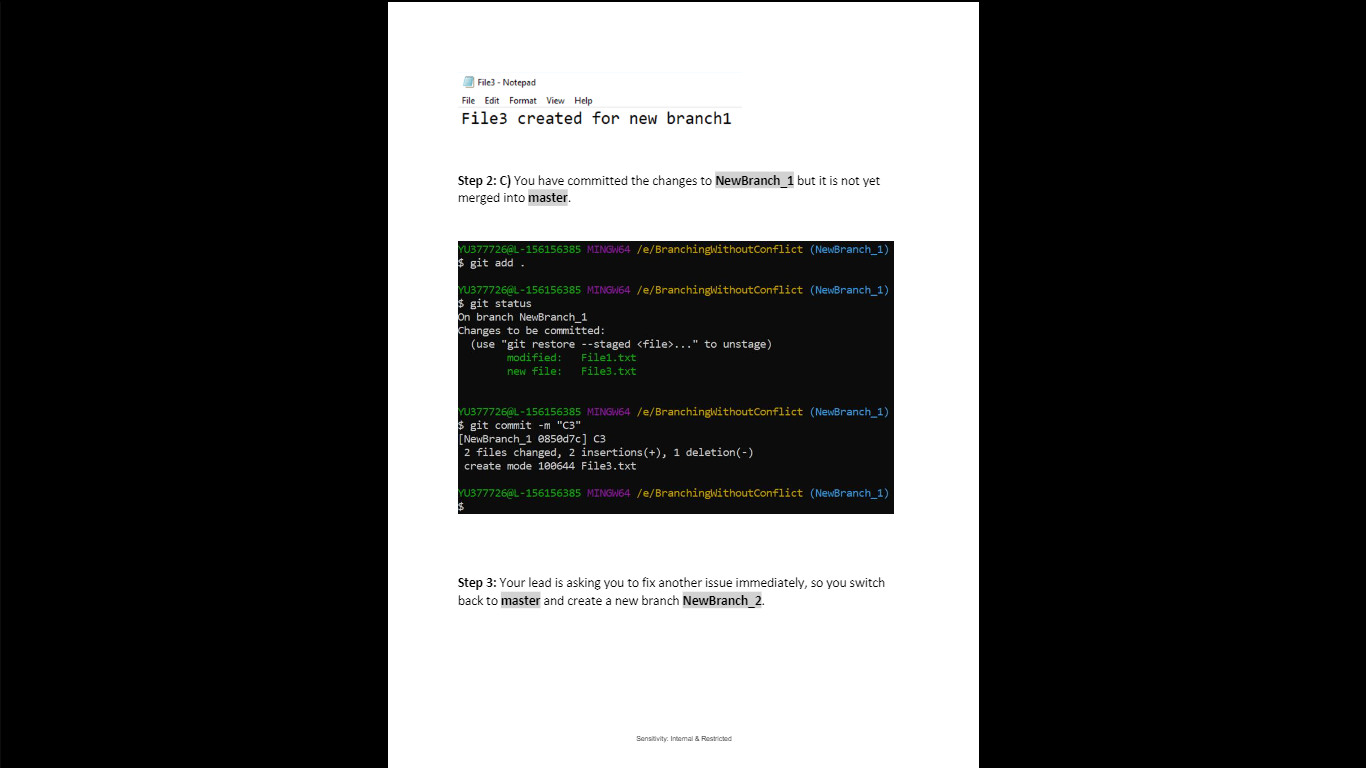 File3 - Notepad
File Edit Format View Help
File3 created for new branch1
Step 2: C) You have committed the changes to NewBranch_1 but it is not yet
merged into master.
YU377726@L-156156385 MINGW64 /e/BranchingWithoutConflict (NewBranch_1)
$ git add .
YU377726@L-156156385 MINGW64 /e/BranchingWithoutConflict (NewBranch_1)
$ git status
On branch NewBranch_1
Changes to be committed:
(use "git restore --staged <file>..." to unstage)
modified: File1.txt
new file: File3.txt
YU377726@L-156156385 MINGW64 /e/BranchingWithoutConflict (NewBranch_1)
$ git commit -m "C3"
[NewBranch_1 0850d7c] C3
2 files changed, 2 insertions(+), 1 deletion(-)
create mode 100644 File3.txt
YU377726@L-156156385 MINGW64 /e/BranchingWithoutConflict (NewBranch_1)
$
Step 3: Your lead is asking you to fix another issue immediately, so you switch
back to master and create a new branch NewBranch_2.
Sensitivity: Internal & Restricted